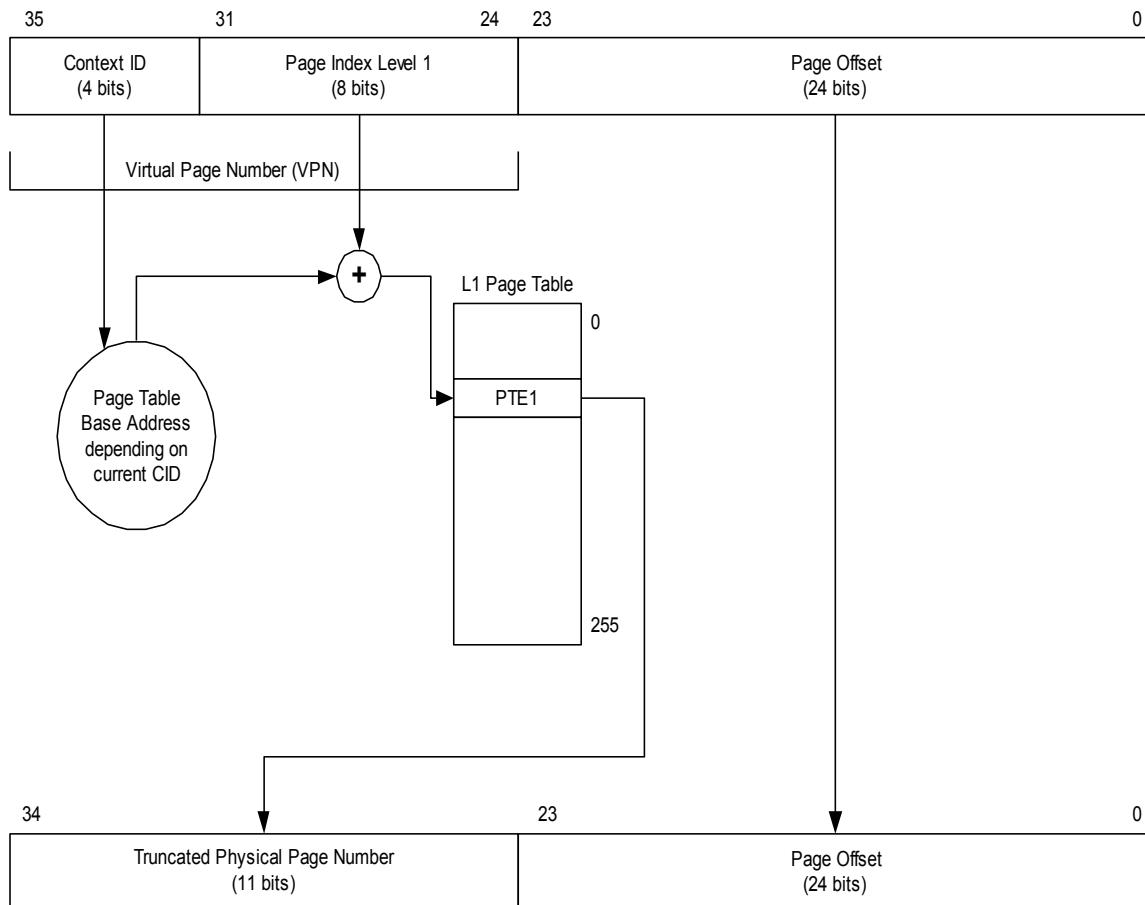 35 31 24 23 0
Context ID
(4 bits)
Page Index Level 1
(8 bits)
Page Offset
(24 bits)
Virtual Page Number (VPN)
+
L1 Page Table
0
PTE1
Page Table
Base Address
depending on
current CID
255
34 23 0
Truncated Physical Page Number
(11 bits)
Page Offset
(24 bits)